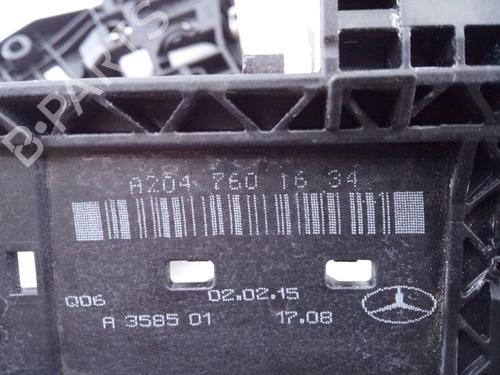 B-PARTS
A204 760 16 34
Q06 02.02.15
A 3585 01 17.08